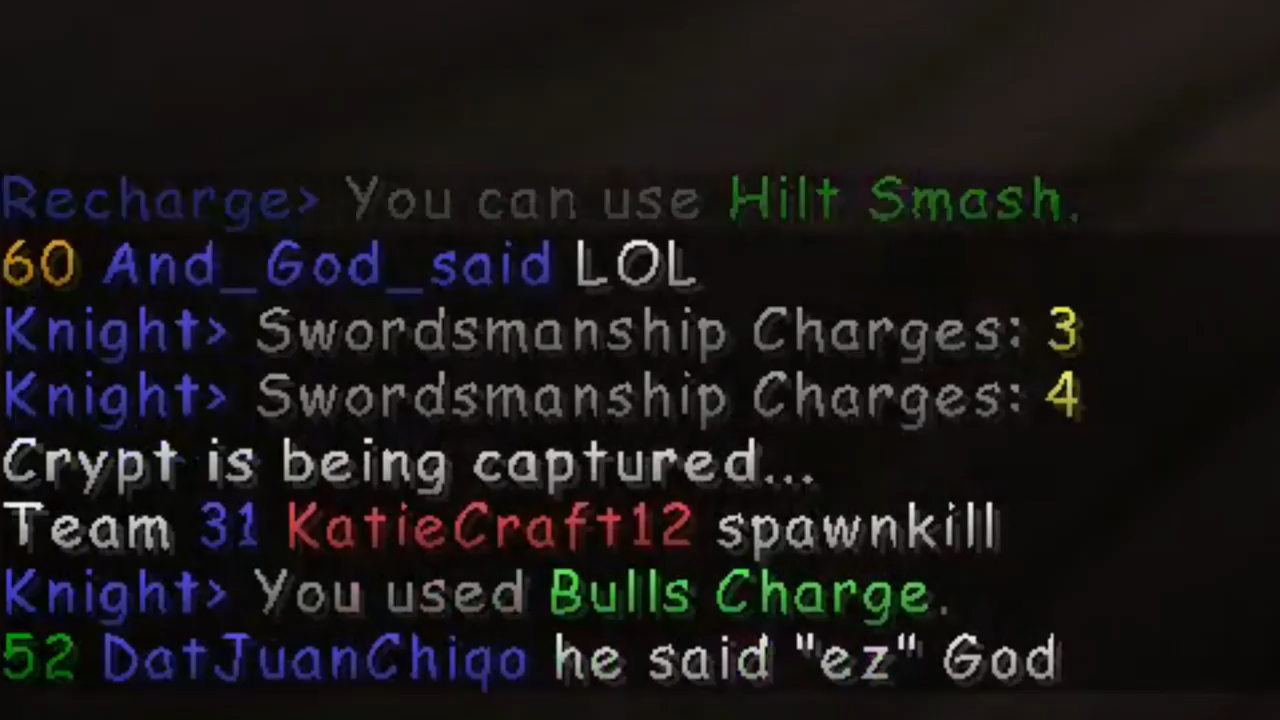 Recharge> You can use Hilt Smash.
60 And_God_said LOL
Knight> Swordsmanship Charges: 3
Knight> Swordsmanship Charges: 4
Crypt is being captured...
Team 31 KatieCraft12 spawnkill
Knight> You used Bulls Charge.
52 DatJuanChiqo he said "ez" God